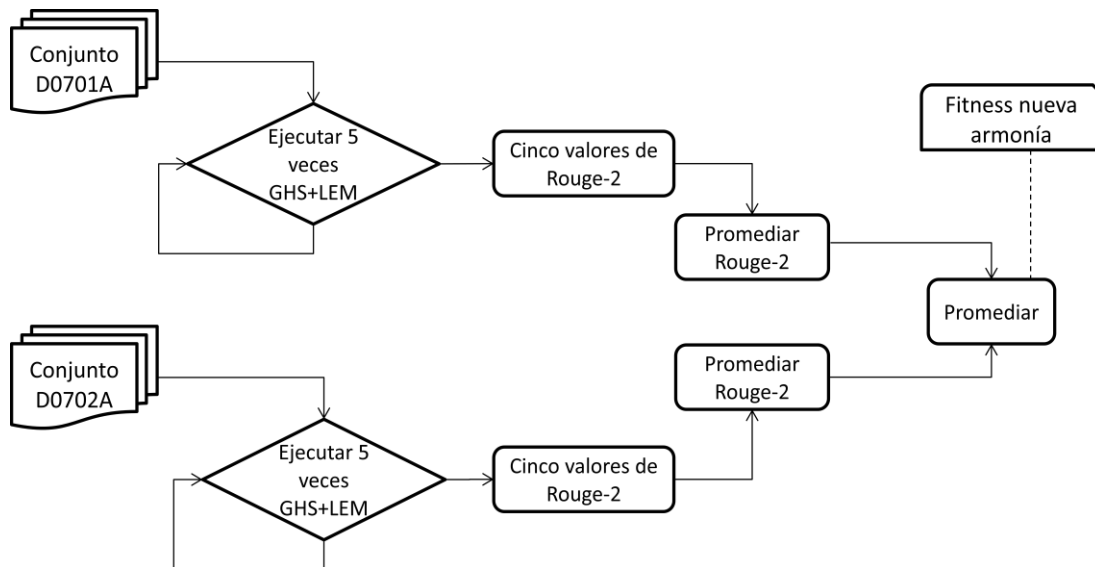 Conjunto
D0701A
Ejecutar 5
veces
GHS+LEM
Cinco valores de
Rouge-2
Promediar
Rouge-2
Fitness nueva
armonía
Promediar
Conjunto
D0702A
Ejecutar 5
veces
GHS+LEM
Cinco valores de
Rouge-2
Promediar
Rouge-2